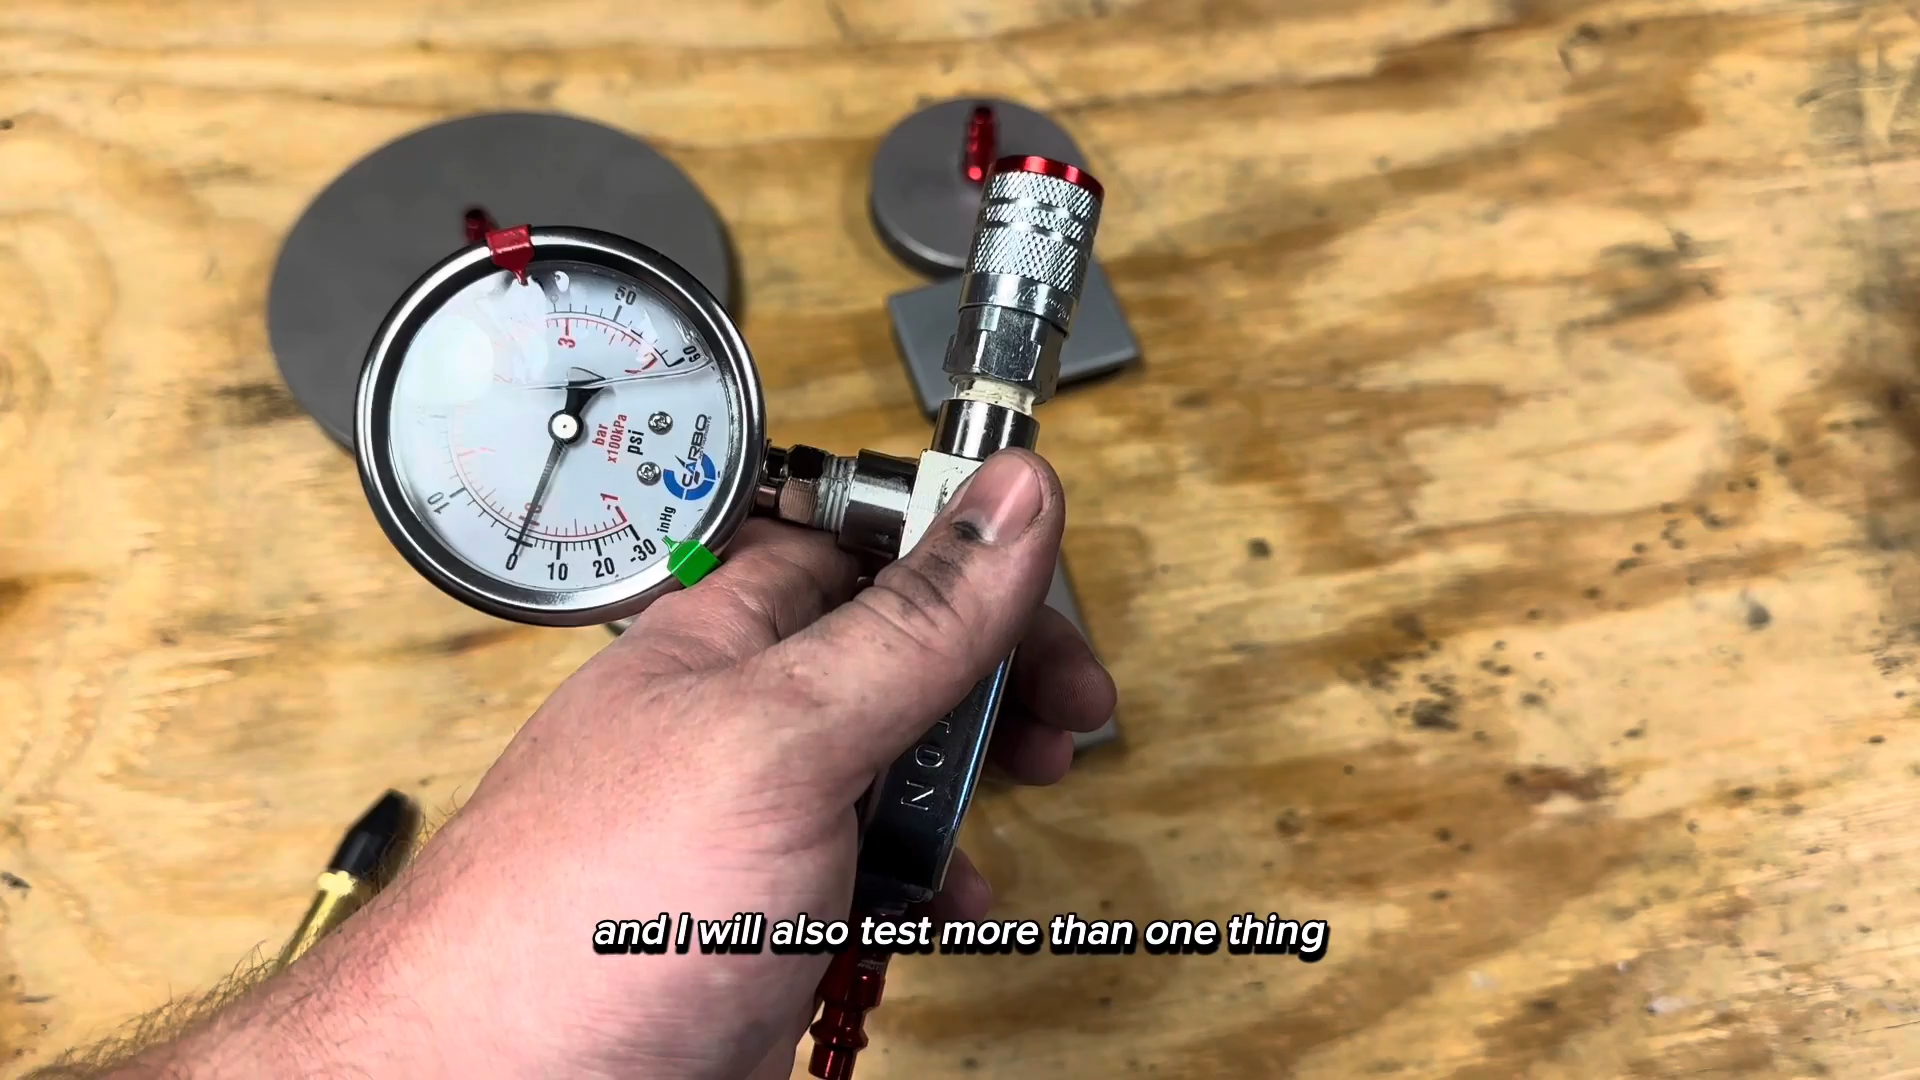 50
60
3
bar
x100kPa
psi
CARBO
10
0
-1
inHg
0
10
20
-30
TON
and I will also test more than one thing